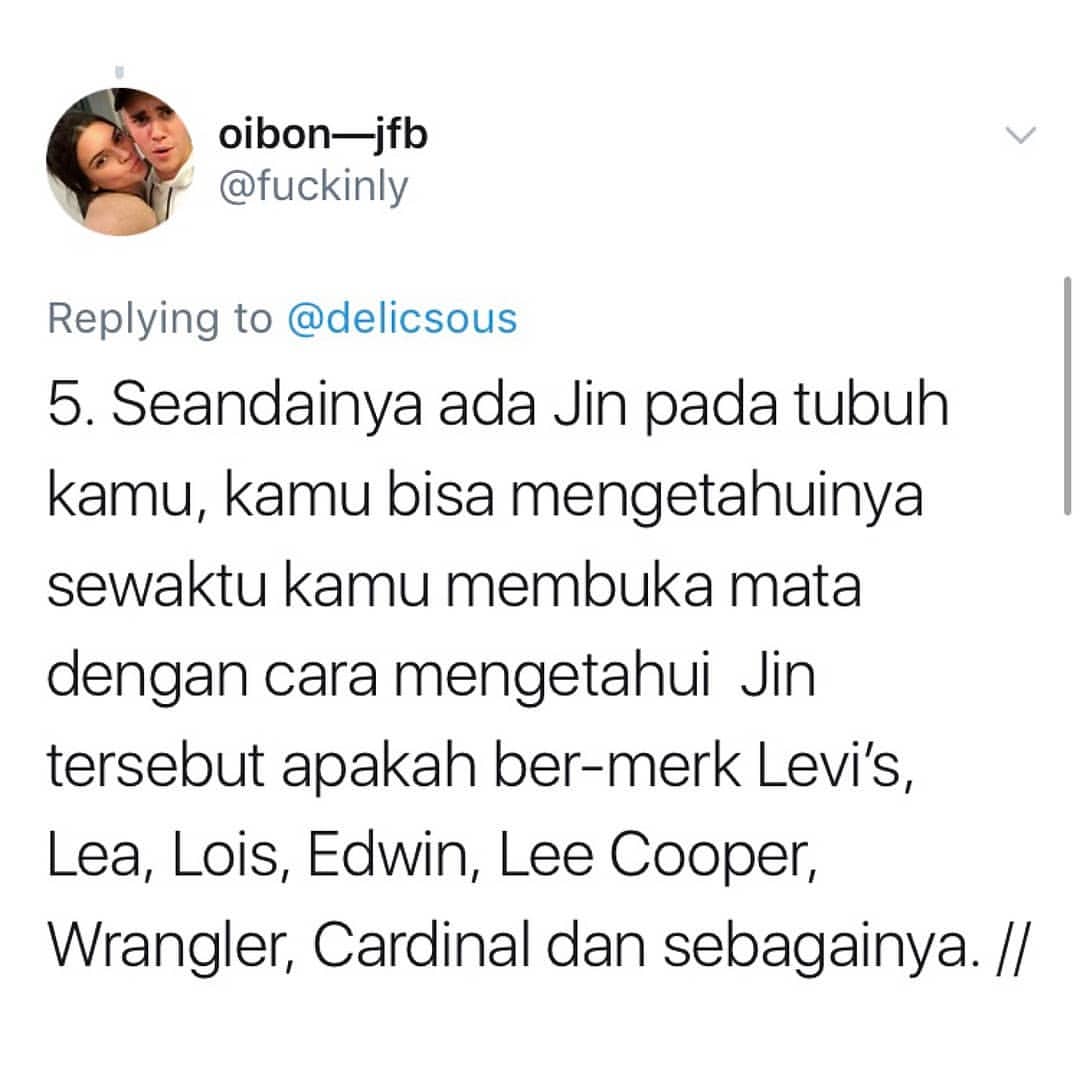 oibon—jfb
@fuckinly
Replying to @delicsous
5. Seandainya ada Jin pada tubuh
kamu, kamu bisa mengetahuinya
sewaktu kamu membuka mata
dengan cara mengetahui  Jin
tersebut apakah ber-merk Levi’s,
Lea, Lois, Edwin, Lee Cooper,
Wrangler, Cardinal dan sebagainya. //